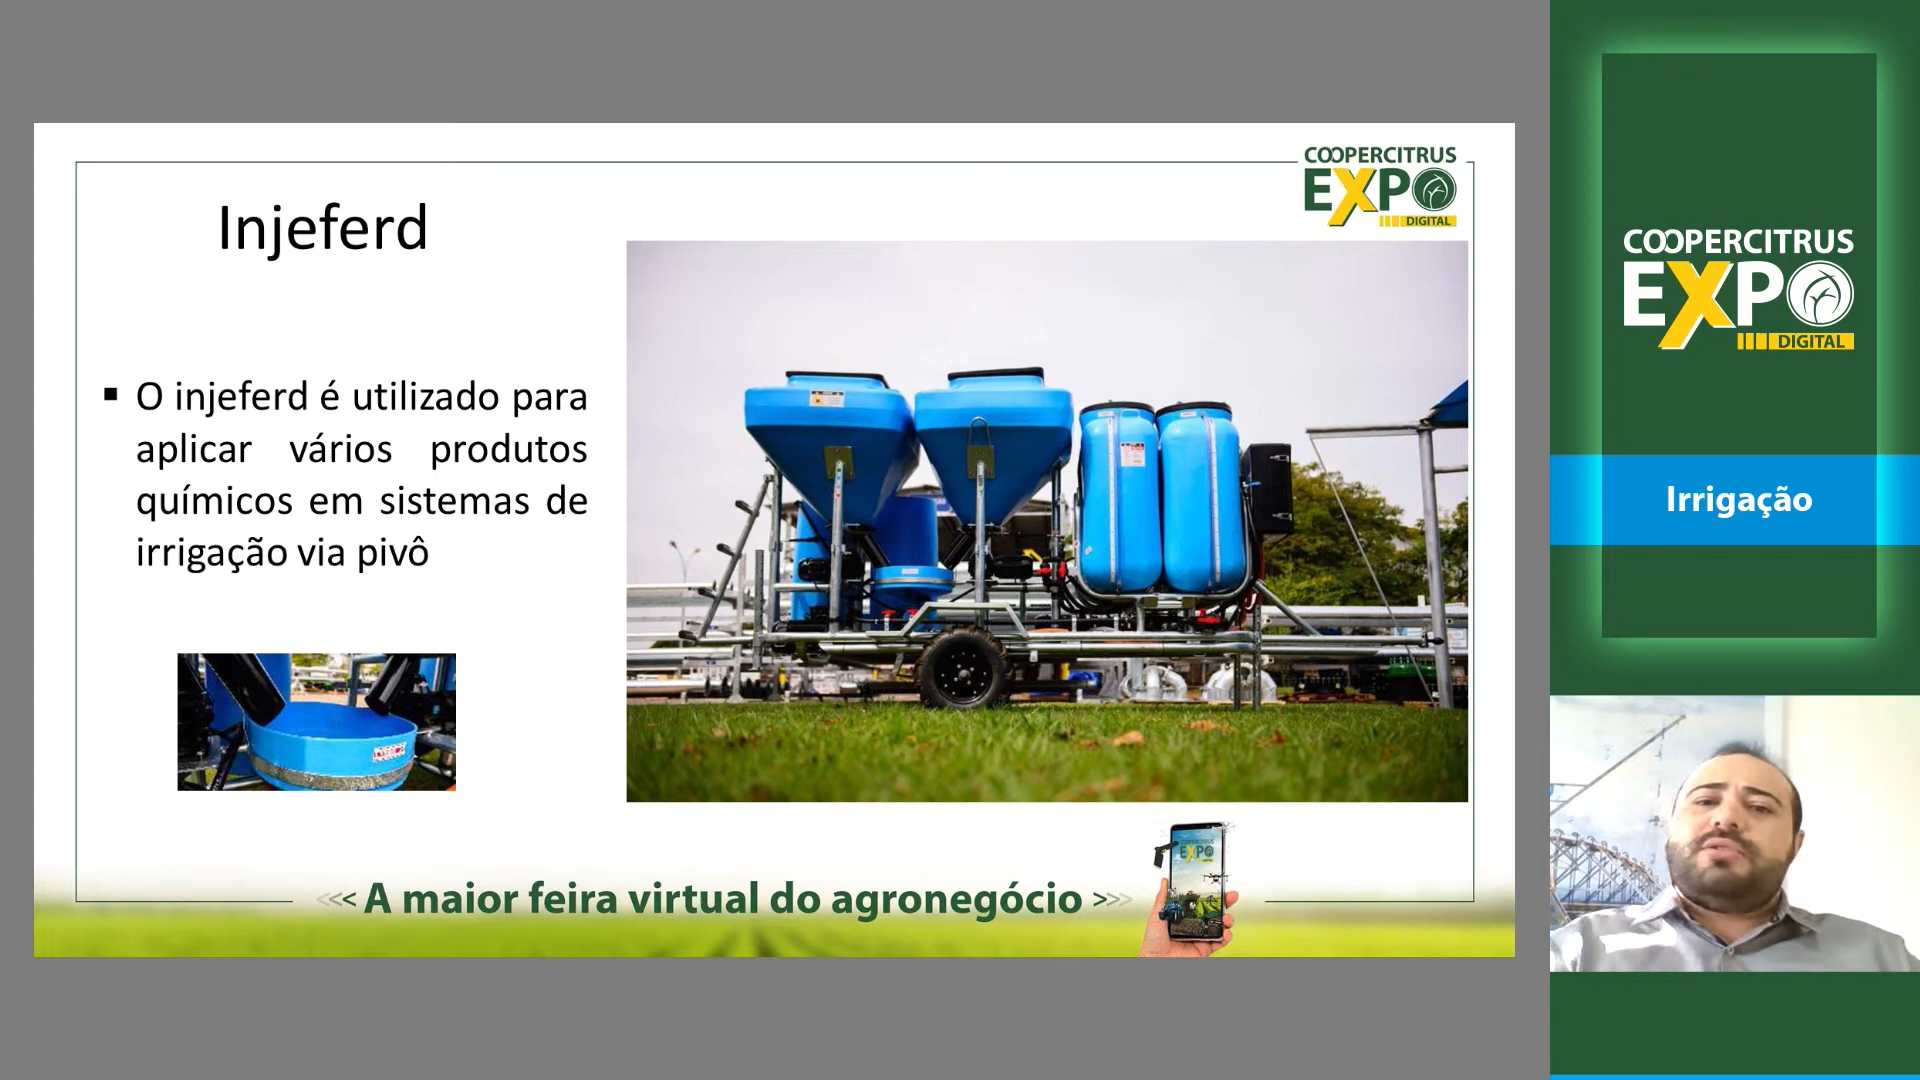 COOPERCITRUS
EXPO
DIGITAL
Injeferd
▪ O injeferd é utilizado para
aplicar vários produtos
químicos em sistemas de
irrigação via pivô
<<< A maior feira virtual do agronegócio >>>
EXPO
COOPERCITRUS
EXPO
DIGITAL
Irrigação